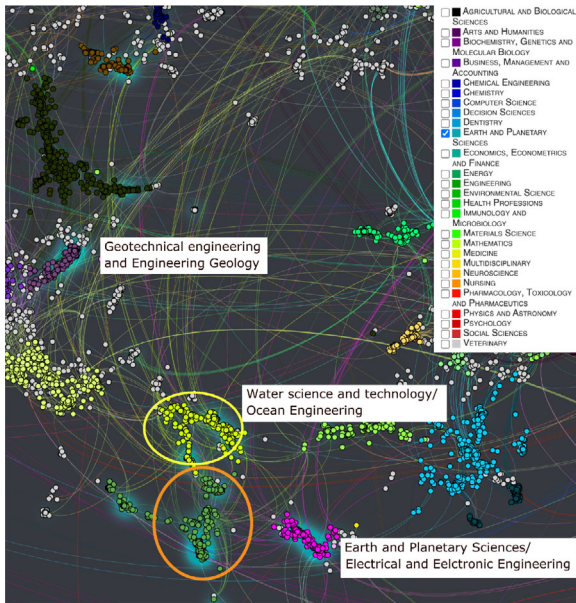 Agricultural and Biological
Sciences
Arts and Humanities
Biochemistry, Genetics and
Molecular Biology
Business, Management and
Accounting
Chemical Engineering
Chemistry
Computer Science
Decision Sciences
Dentistry
Earth and Planetary
Sciences
Economics, Econometrics
and Finance
Energy
Engineering
Environmental Science
Health Professions
Immunology and
Microbiology
Materials Science
Mathematics
Medicine
Multidisciplinary
Neuroscience
Nursing
Pharmacology, Toxicology
and Pharmaceutics
Physics and Astronomy
Psychology
Social Sciences
Veterinary
Geotechnical engineering
and Engineering Geology
Water science and technology/
Ocean Engineering
Earth and Planetary Sciences/
Electrical and Eelctronic Engineering